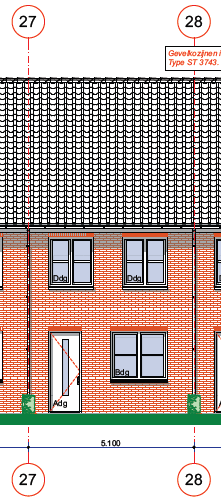 27
28
Gevelkozijnen i
Type ST 3743.
Ddg
Ddg
D
Adg
Bdg
A
5.100
27
28